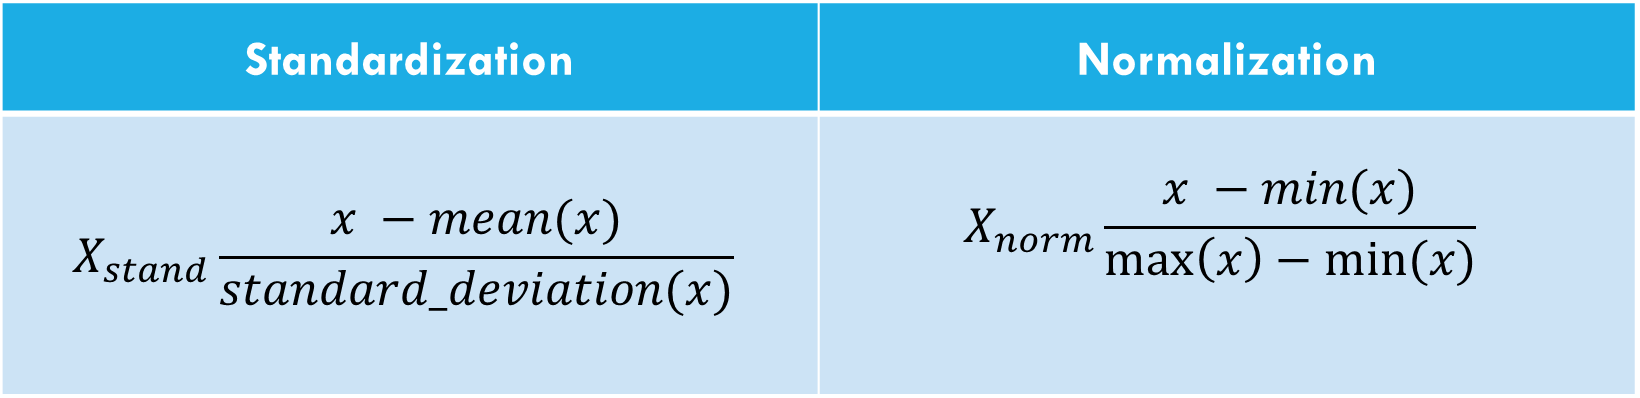 Standardization
Normalization
X_stand x - mean(x) / standard_deviation(x)
X_norm x - min(x) / max(x) - min(x)